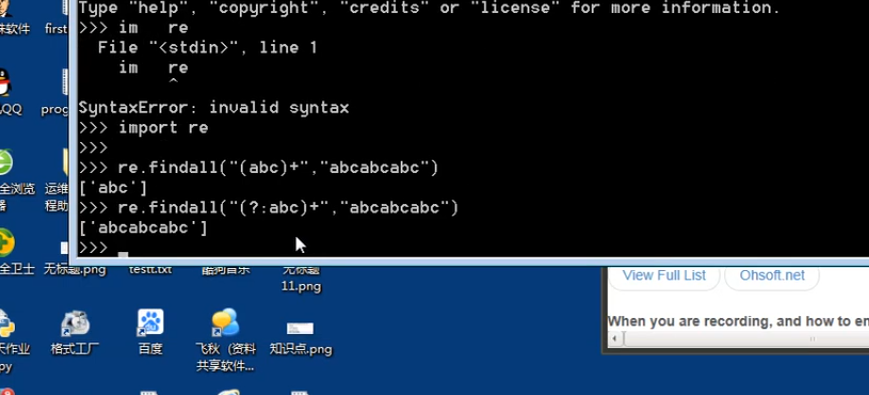 Type "help", "copyright", "credits" or "license" for more information.
>>> im   re
  File "<stdin>", line 1
    im   re
         ^
SyntaxError: invalid syntax
>>> import re
>>>
>>> re.findall("(abc)+","abcabcabc")
['abc']
>>> re.findall("(?:abc)+","abcabcabc")
['abcabcabc']
>>>
软件
first
QQ
prog
全浏览
器
运维
程助
全卫士
无标题.png
testt.txt
酷狗音乐
无标题
11.png
View Full List
Ohsoft.net
When you are recording, and how to en
天作业
py
格式工厂
百度
飞秋（资料
共享软件...
知识点.png